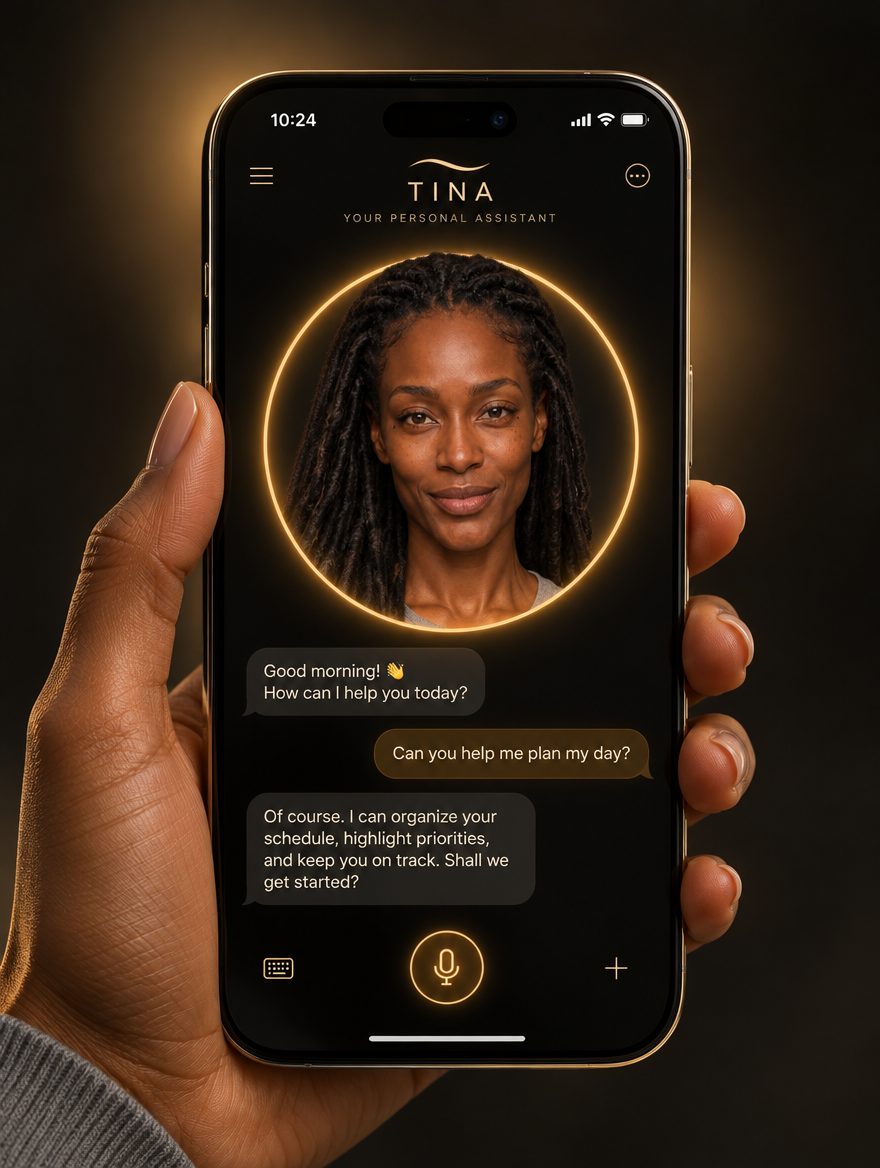 10:24
TINA
YOUR PERSONAL ASSISTANT
Good morning! 👋
How can I help you today?
Can you help me plan my day?
Of course. I can organize your
schedule, highlight priorities,
and keep you on track. Shall we
get started?